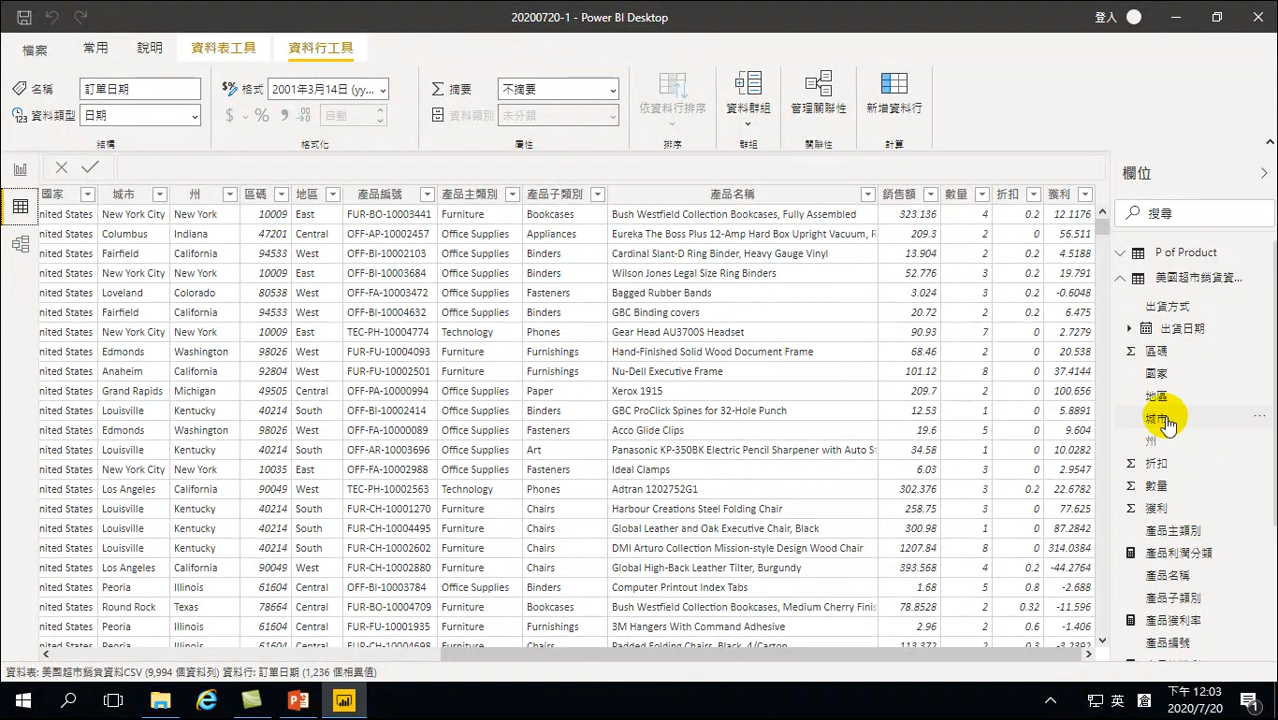 20200720-1 - Power BI Desktop
登入
檔案 常用 說明 資料表工具 資料行工具
名稱 訂單日期
資料類型 日期
結構
格式 2001年3月14日 (yy...
$ % 自動
格式化
摘要 不摘要
資料類別 未分類
屬性
依資料行排序
排序
資料群組
群組
管理關聯性
關聯性
新增資料行
計算
國家 城市 州 區碼 地區 產品編號 產品主類別 產品子類別 產品名稱 銷售額 數量 折扣 獲利
nited States New York City New York 10009 East FUR-BO-10003441 Furniture Bookcases Bush Westfield Collection Bookcases, Fully Assembled 323.136 4 0.2 12.1176
nited States Columbus Indiana 47201 Central OFF-AP-10002457 Office Supplies Appliances Eureka The Boss Plus 12-Amp Hard Box Upright Vacuum, R 209.3 2 0 56.511
nited States Fairfield California 94533 West OFF-BI-10002103 Office Supplies Binders Cardinal Slant-D Ring Binder, Heavy Gauge Vinyl 13.904 2 0.2 4.5188
nited States New York City New York 10009 East OFF-BI-10003684 Office Supplies Binders Wilson Jones Legal Size Ring Binders 52.776 3 0.2 19.791
nited States Loveland Colorado 80538 West OFF-FA-10003472 Office Supplies Fasteners Bagged Rubber Bands 3.024 3 0.2 -0.6048
nited States Fairfield California 94533 West OFF-BI-10004632 Office Supplies Binders GBC Binding covers 20.72 2 0.2 6.475
nited States New York City New York 10009 East TEC-PH-10004774 Technology Phones Gear Head AU3700S Headset 90.93 7 0 2.7279
nited States Edmonds Washington 98026 West FUR-FU-10004093 Furniture Furnishings Hand-Finished Solid Wood Document Frame 68.46 2 0 20.538
nited States Anaheim California 92804 West FUR-FU-10002298 Furniture Furnishings Nu-Dell Executive Frame 101.12 8 0 37.4144
nited States Grand Rapids Michigan 49505 Central OFF-PA-10000994 Office Supplies Paper Xerox 1915 209.7 2 0 100.656
nited States Louisville Kentucky 40214 South OFF-BI-10002414 Office Supplies Binders GBC ProClick Spines for 32-Hole Punch 12.53 1 0 5.8891
nited States Edmonds Washington 98026 West OFF-PA-10000089 Office Supplies Paper Acco Glide Clips 19.6 5 0 9.604
nited States Louisville Kentucky 40214 South OFF-AR-10003696 Office Supplies Art Panasonic KP-350BK Electric Pencil Sharpener with Auto S 34.58 1 0 10.0282
nited States New York City New York 10035 East OFF-FA-10002988 Office Supplies Fasteners Ideal Clamps 6.03 3 0 2.9547
nited States Los Angeles California 90049 West TEC-PH-10002563 Technology Phones Adtran 1202752G1 302.376 3 0.2 22.6782
nited States Louisville Kentucky 40214 South FUR-CH-10001270 Furniture Chairs Harbour Creations Steel Folding Chair 258.75 3 0 77.625
nited States Louisville Kentucky 40214 South FUR-CH-10004495 Furniture Chairs Global Leather and Oak Executive Chair, Black 300.98 1 0 87.2842
nited States Louisville Kentucky 40214 South FUR-CH-10002602 Furniture Chairs DMI Arturo Collection Mission-style Design Wood Chair 1207.84 8 0 314.0384
nited States Los Angeles California 90049 West FUR-CH-10002880 Furniture Chairs Global High-Back Leather Tilter, Burgundy 393.568 4 0.2 -44.2764
nited States Peoria Illinois 61604 Central OFF-BI-10003784 Office Supplies Binders Computer Printout Index Tabs 1.68 5 0.8 -2.688
nited States Round Rock Texas 78664 Central FUR-BO-10004709 Furniture Bookcases Bush Westfield Collection Bookcases, Medium Cherry Finis 78.8528 2 0.32 -11.596
nited States Peoria Illinois 61604 Central FUR-FU-10001935 Furniture Furnishings 3M Hangers With Command Adhesive 2.96 2 0.6 -1.406
欄位
搜尋
P of Product
美國超市銷貨資...
出貨方式
出貨日期
區碼
國家
地區
城市
州
折扣
數量
獲利
產品主類別
產品利潤分類
產品名稱
產品子類別
產品獲利率
產品編號
資料表: 美國超市銷貨資料CSV (9,994 個資料列) 資料行: 訂單日期 (1,236 個相異值)
英
下午 12:03
2020/7/20
1